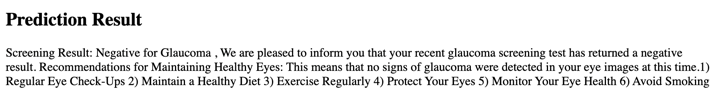 Prediction Result
Screening Result: Negative for Glaucoma , We are pleased to inform you that your recent glaucoma screening test has returned a negative
result. Recommendations for Maintaining Healthy Eyes: This means that no signs of glaucoma were detected in your eye images at this time.1)
Regular Eye Check-Ups 2) Maintain a Healthy Diet 3) Exercise Regularly 4) Protect Your Eyes 5) Monitor Your Eye Health 6) Avoid Smoking